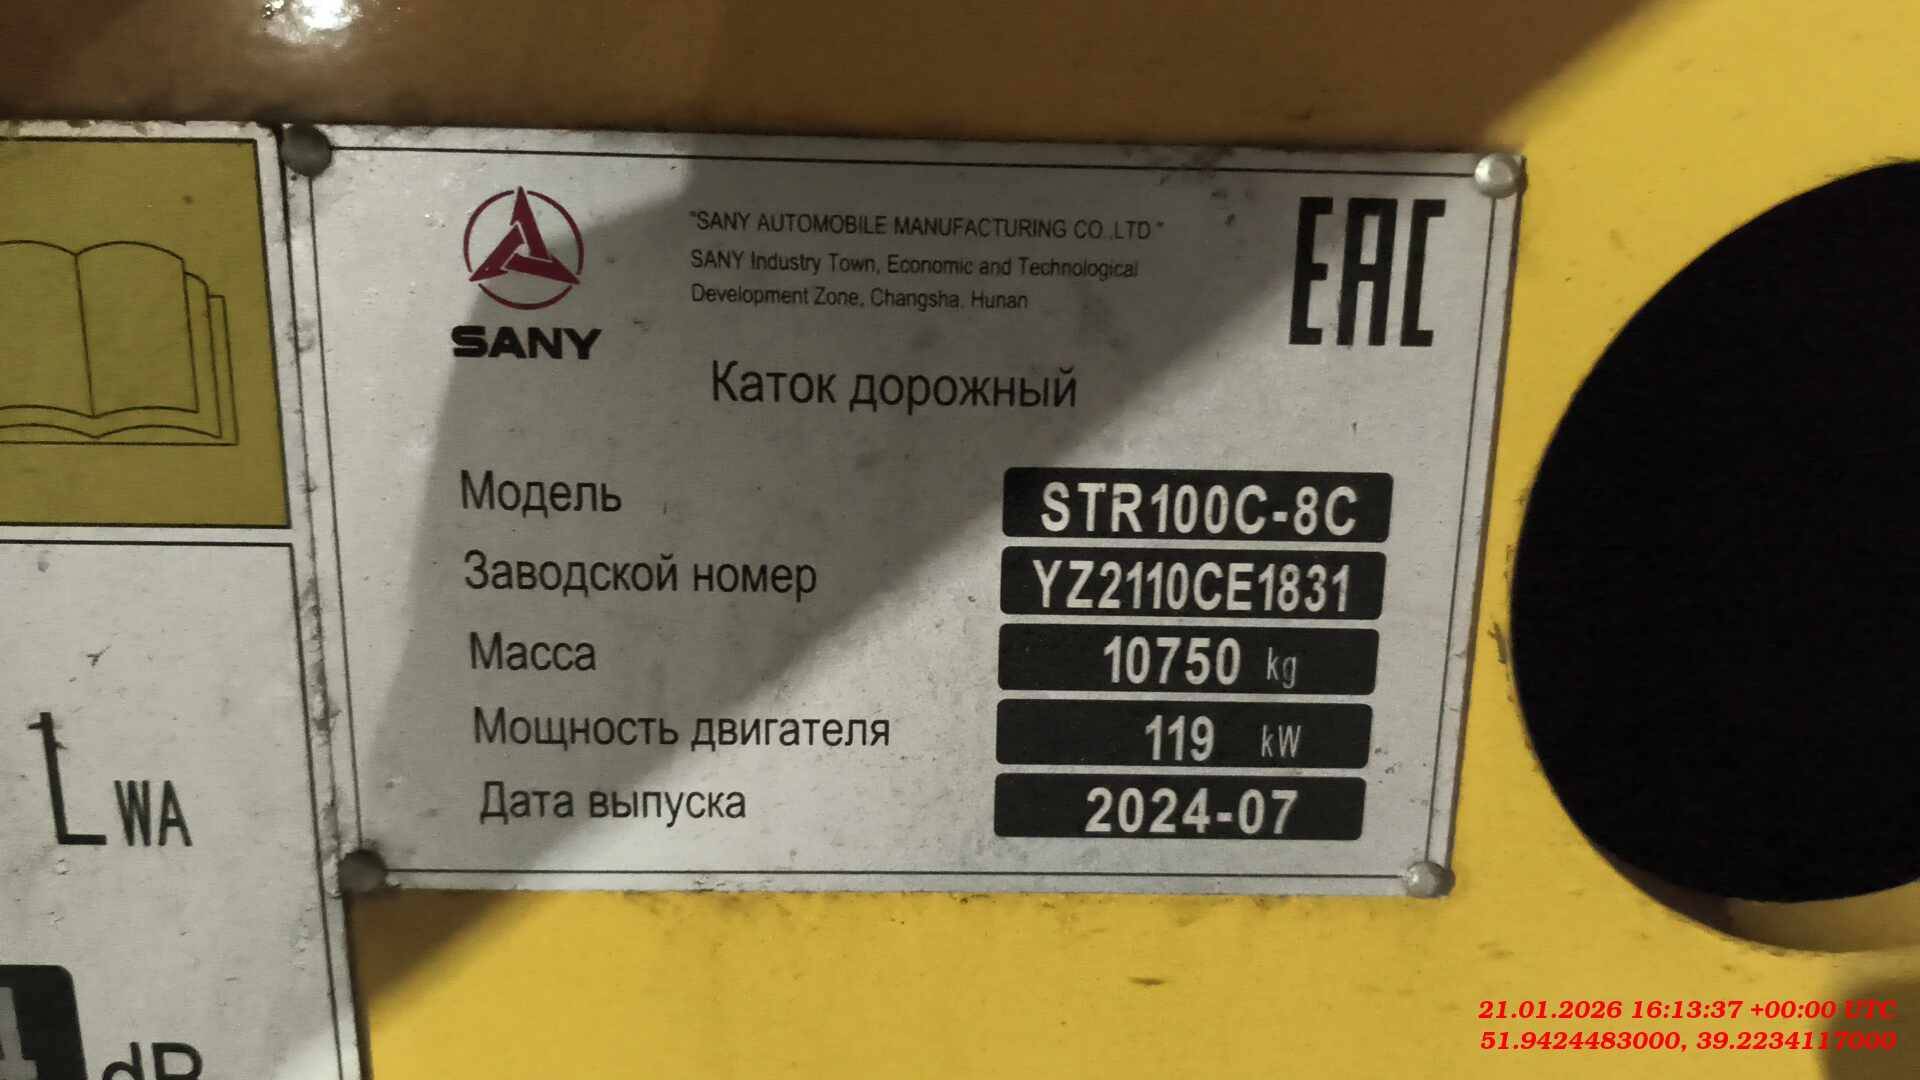 "SANY AUTOMOBILE MANUFACTURING CO.,LTD."
SANY Industry Town, Economic and Technological
Development Zone, Changsha, Hunan
EAC
SANY
Каток дорожный
Модель STR100C-8C
Заводской номер YZ2110CE1831
Масса 10750 kg
Мощность двигателя 119 kW
Дата выпуска 2024-07
LWA
dB
21.01.2026 16:13:37 +00:00 UTC
51.9424483000, 39.2234117000